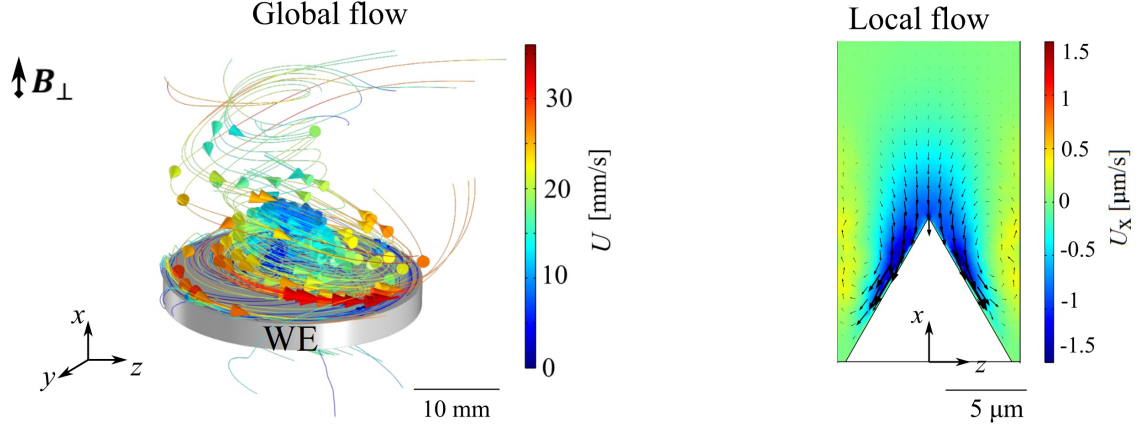 Global flow
B⊥
30
20
10
0
U [mm/s]
WE
x
y
z
10 mm
Local flow
1.5
1
0.5
0
-0.5
-1
-1.5
Ux [μm/s]
x
z
5 μm